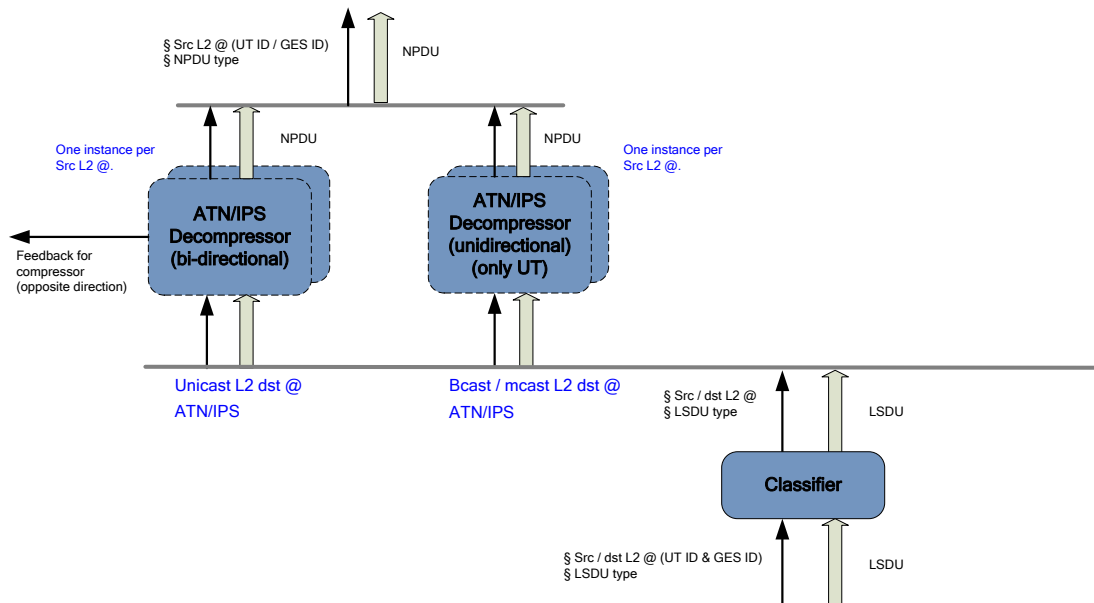 § Src L2 @ (UT ID / GES ID)
§ NPDU type
NPDU
NPDU
NPDU
One instance per
Src L2 @.
One instance per
Src L2 @.
ATN/IPS
Decompressor
(bi-directional)
ATN/IPS
Decompressor
(unidirectional)
(only UT)
Feedback for
compressor
(opposite direction)
Unicast L2 dst @
ATN/IPS
Bcast / mcast L2 dst @
ATN/IPS
§ Src / dst L2 @
§ LSDU type
LSDU
Classifier
§ Src / dst L2 @ (UT ID & GES ID)
§ LSDU type
LSDU